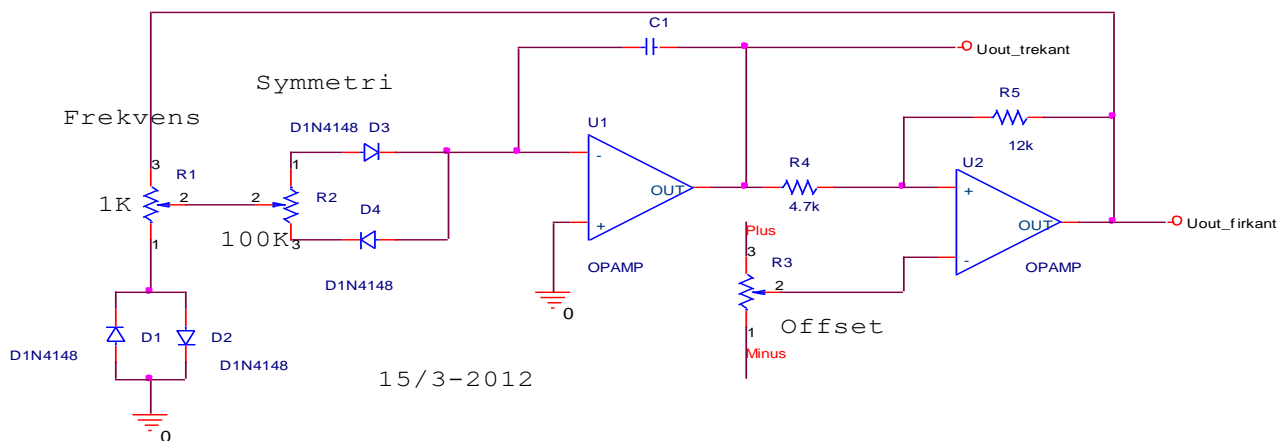 C1
Uout_trekant
Symmetri
R5
Frekvens
D1N4148 D3
U1
12k
U2
3
1
-
R4
R1
2
2
R2
D4
OUT
+
1K
4.7k
OUT
Uout_firkant
100K
3
+
Plus
-
1
3
R3
OPAMP
OPAMP
D1N4148
2
0
1
Offset
D1
D2
D1N4148
D1N4148
Minus
15/3-2012
0